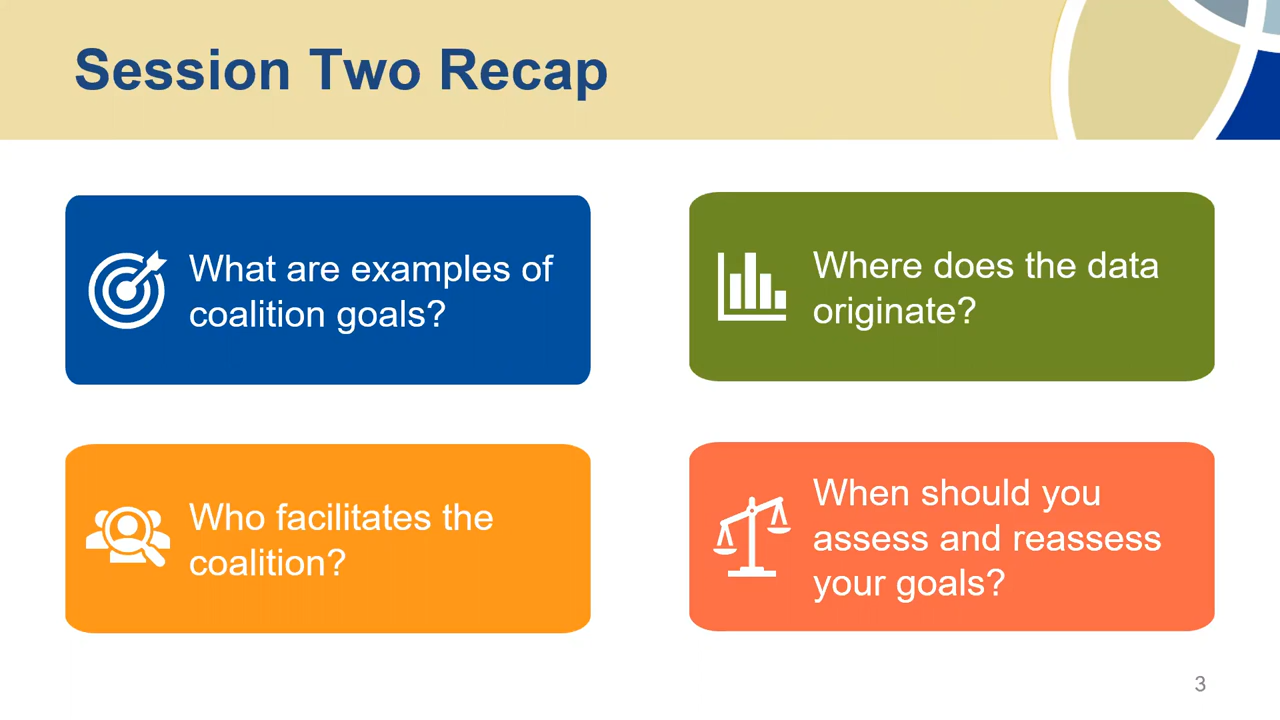 Session Two Recap
What are examples of
coalition goals?
Where does the data
originate?
Who facilitates the
coalition?
When should you
assess and reassess
your goals?
3